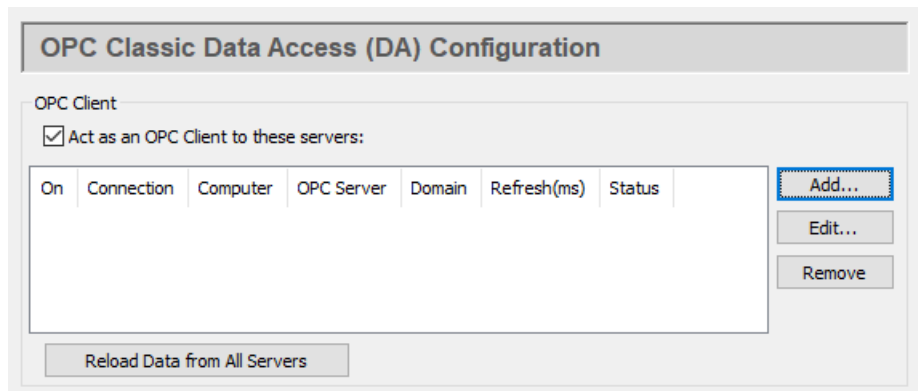 OPC Classic Data Access (DA) Configuration
OPC Client
Act as an OPC Client to these servers:
On Connection Computer OPC Server Domain Refresh(ms) Status
Add...
Edit...
Remove
Reload Data from All Servers